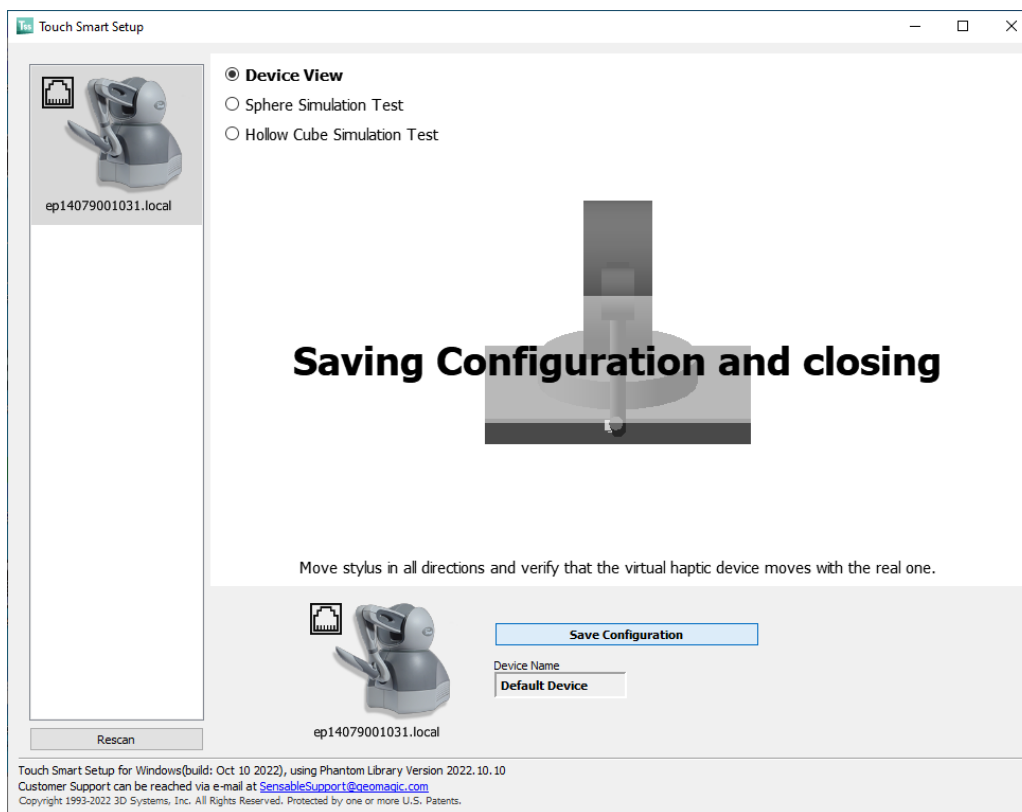 Tss Touch Smart Setup
ep14079001031.local
Device View
Sphere Simulation Test
Hollow Cube Simulation Test
Saving Configuration and closing
Move stylus in all directions and verify that the virtual haptic device moves with the real one.
ep14079001031.local
Save Configuration
Device Name
Default Device
Rescan
Touch Smart Setup for Windows(build: Oct 10 2022), using Phantom Library Version 2022.10.10
Customer Support can be reached via e-mail at SensableSupport@geomagic.com
Copyright 1993-2022 3D Systems, Inc. All Rights Reserved. Protected by one or more U.S. Patents.